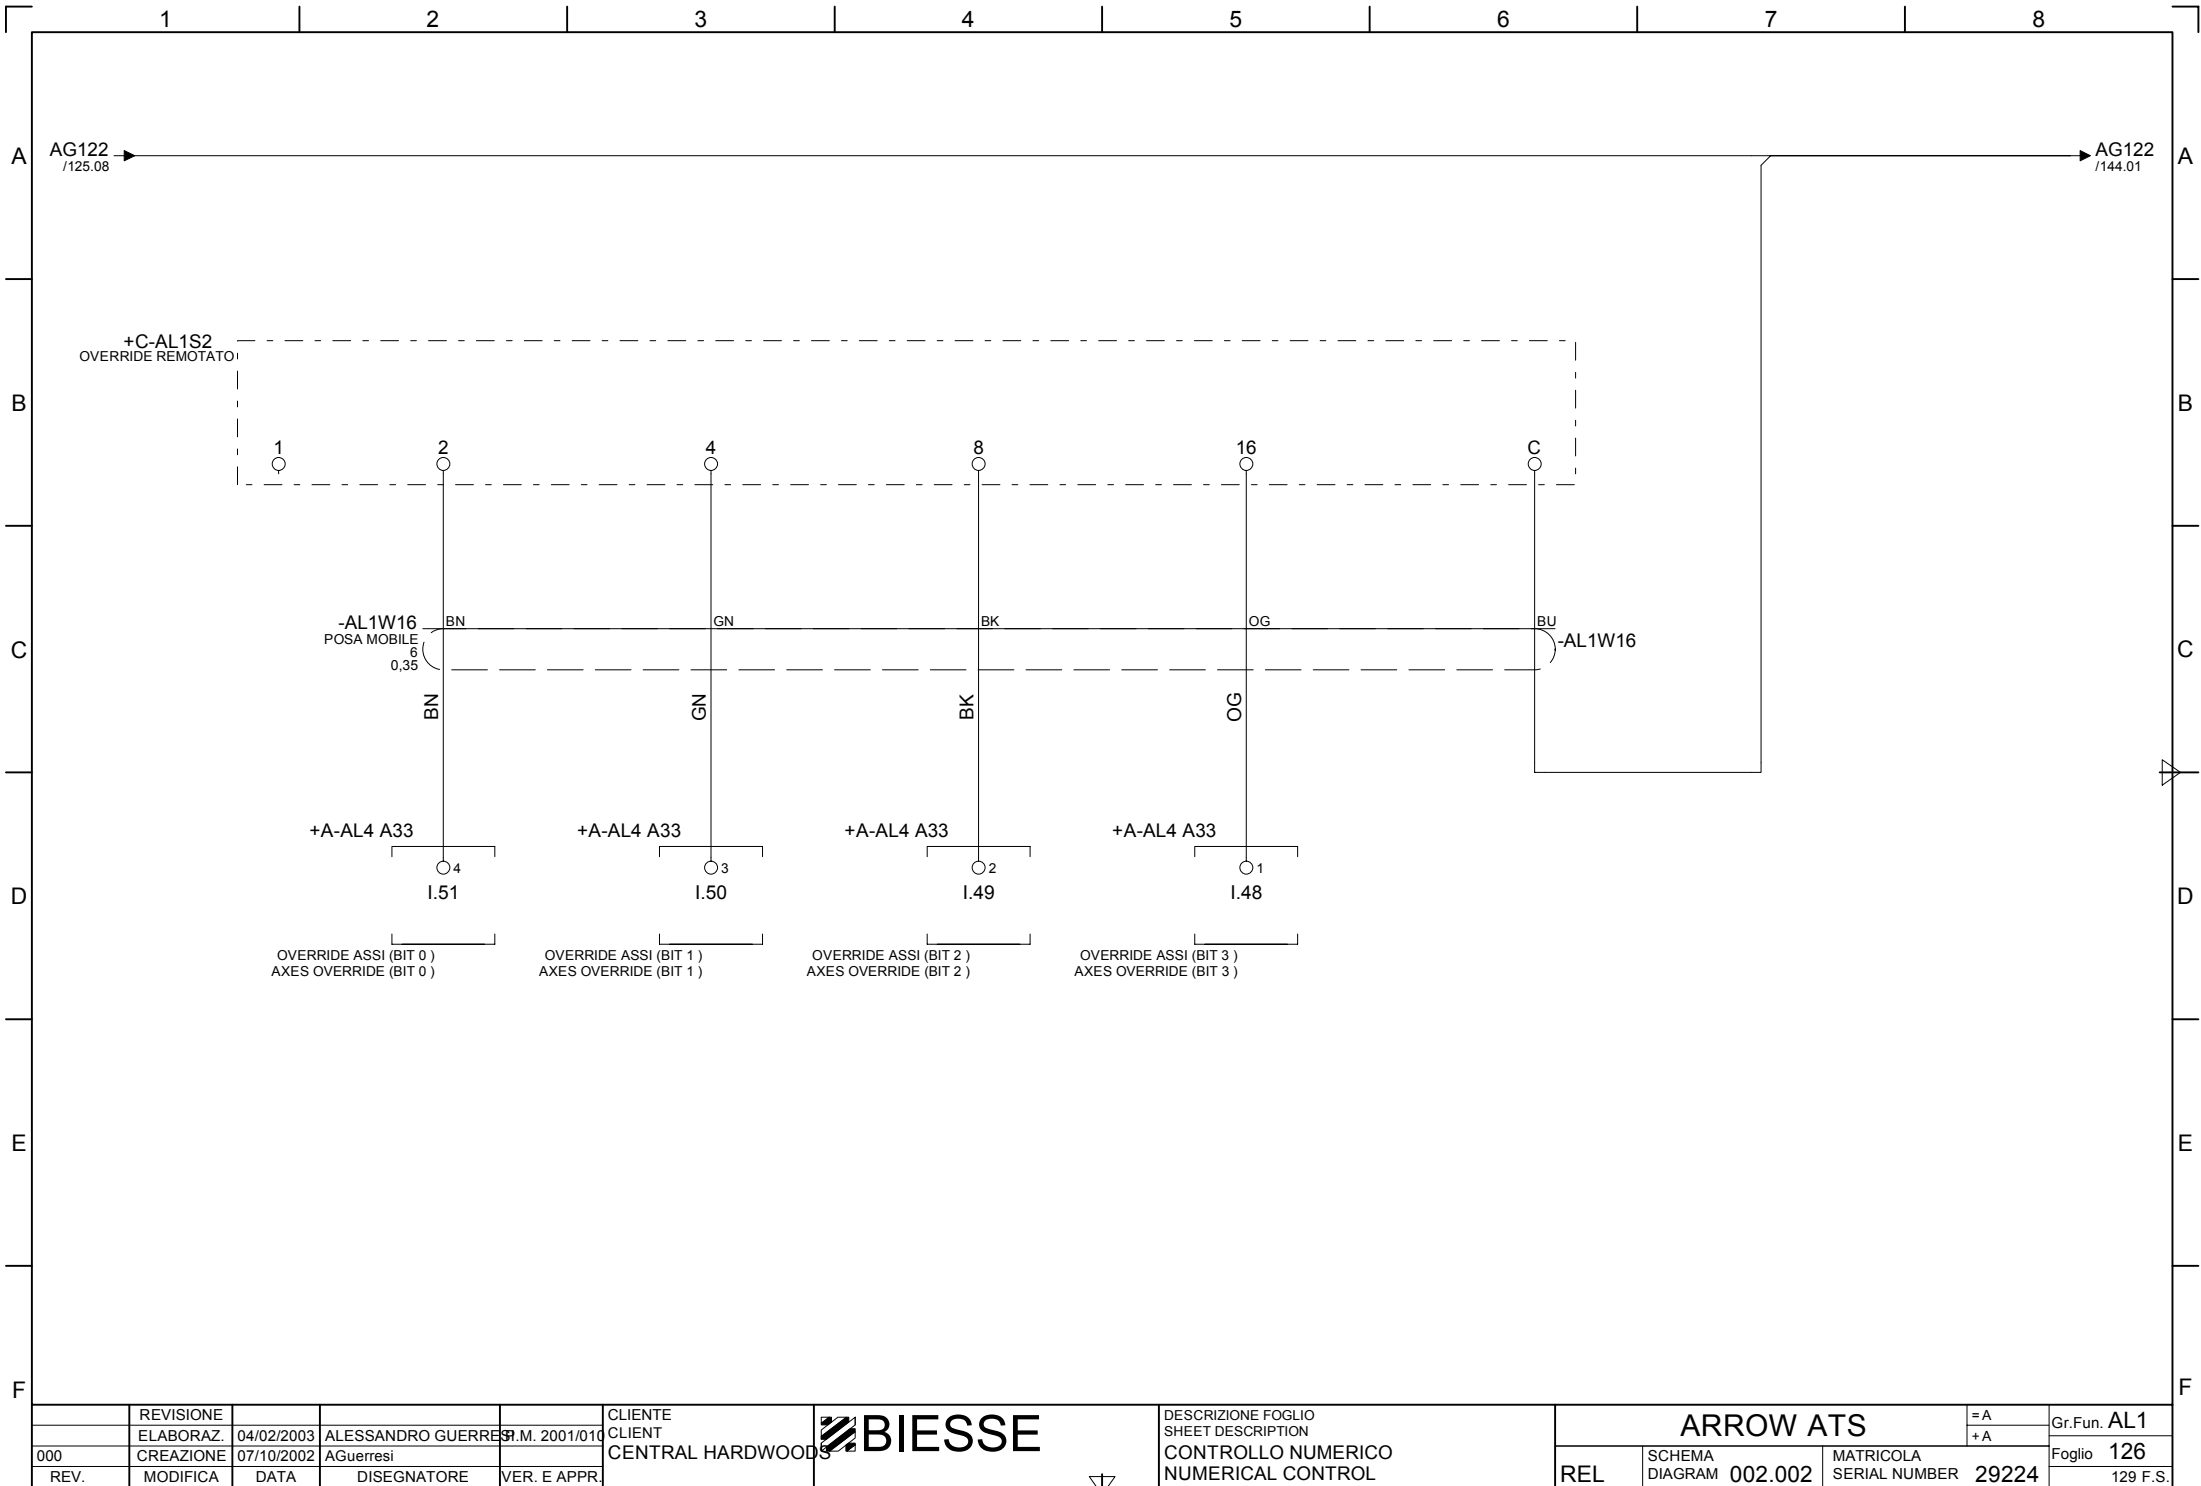 1 2 3 4 5 6 7 8
A AG122 AG122 A
/125.08 /144.01
+C-AL1S2
OVERRIDE REMOTATO
B B
1 2 4 8 16 C
-AL1W16 BN GN BK OG BU
POSA MOBILE -AL1W16
6
C C
0,35
BN GN BK OG
+A-AL4 A33 +A-AL4 A33 +A-AL4 A33 +A-AL4 A33
4 3 2 1
D I.51 I.50 I.49 I.48 D
OVERRIDE ASSI (BIT 0 ) OVERRIDE ASSI (BIT 1 ) OVERRIDE ASSI (BIT 2 ) OVERRIDE ASSI (BIT 3 )
AXES OVERRIDE (BIT 0 ) AXES OVERRIDE (BIT 1 ) AXES OVERRIDE (BIT 2 ) AXES OVERRIDE (BIT 3 )
E E
F F
REVISIONE
ELABORAZ. 04/02/2003 ALESSANDRO GUERRESI P.M. 2001/010
000 CREAZIONE 07/10/2002 AGuerresi
REV. MODIFICA DATA DISEGNATORE VER. E APPR.
CLIENTE
CLIENT
CENTRAL HARDWOODS
BIESSE
DESCRIZIONE FOGLIO
SHEET DESCRIPTION
CONTROLLO NUMERICO
NUMERICAL CONTROL
ARROW ATS
REL
SCHEMA
DIAGRAM 002.002
MATRICOLA
SERIAL NUMBER 29224
= A
+ A
Gr.Fun. AL1
Foglio 126
129 F.S.